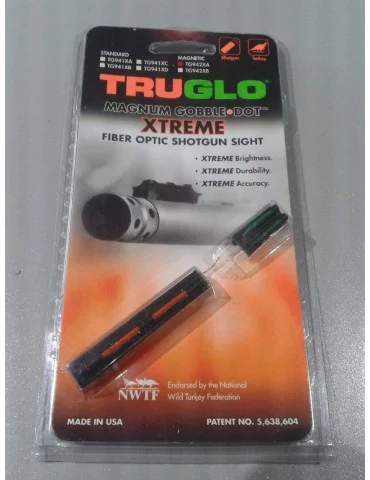 STANDARD
TG941XA
TG941XC
TG941XB
TG941XD
MAGNETIC
TG942XA
TG942XB
Shotgun
Turkey
TRUGLO
MAGNUM GOBBLE•DOT
XTREME
FIBER OPTIC SHOTGUN SIGHT
• XTREME Brightness.
• XTREME Durability.
• XTREME Accuracy.
NWTF
Endorsed by the National
Wild Turkey Federation
MADE IN USA
PATENT NO. 5,638,604